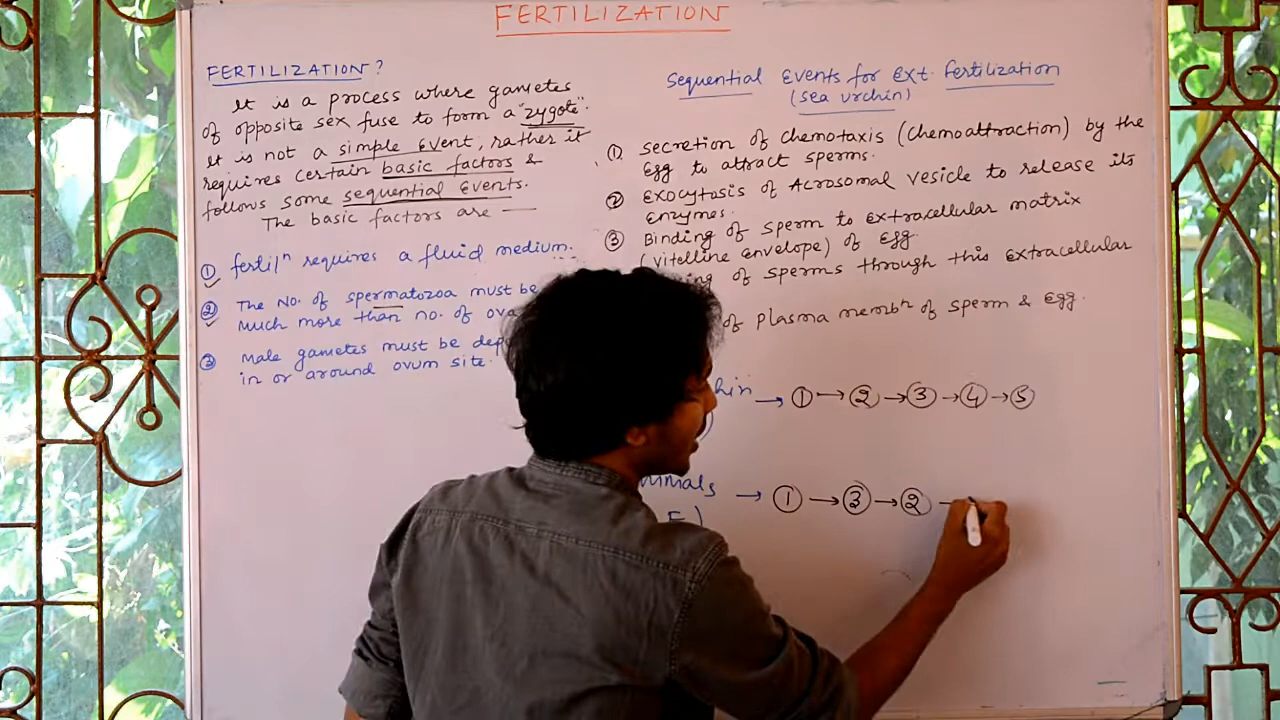 FERTILIZATION
FERTILIZATION?
It is a process where gametes
of opposite sex fuse to form a "zygote".
It is not a simple event, rather it
requires certain basic factors &
follows some sequential events.
The basic factors are —
① fertilⁿ requires a fluid medium.
② The no. of spermatozoa must be
much more than no. of
③ Male gametes must be
in or around ovum site.
Sequential events for ext. fertilization
(sea urchin)
① secretion of chemotaxis (chemoattraction) by the
egg to attract sperms.
② Exocytosis of Acrosomal vesicle to release its
enzymes.
③ Binding of sperm to extracellular matrix
(vitelline envelope) of egg.
of sperms through this extracellular
of plasma membⁿ of sperm & egg.
→ ① → ② → ③ → ④ → ⑤
→ ① → ③ → ② →